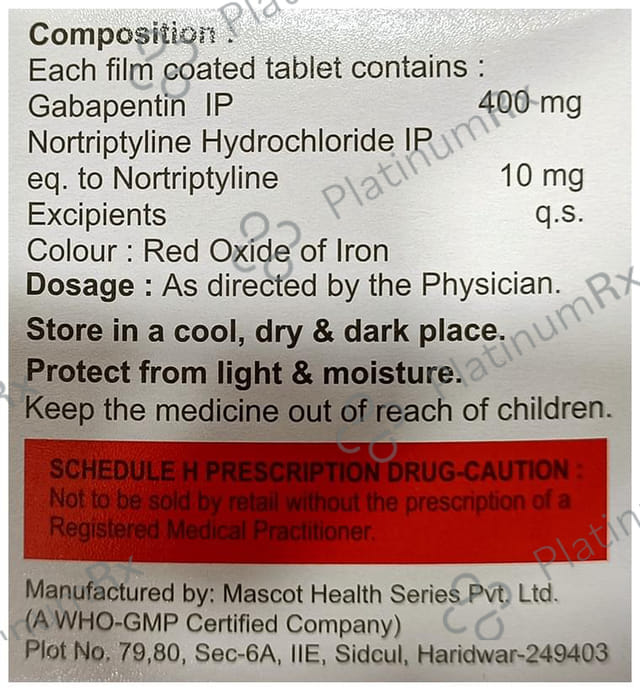 Composition :
Each film coated tablet contains :
Gabapentin IP 400 mg
Nortriptyline Hydrochloride IP
eq. to Nortriptyline 10 mg
Excipients q.s.
Colour : Red Oxide of Iron
Dosage : As directed by the Physician.
Store in a cool, dry & dark place.
Protect from light & moisture.
Keep the medicine out of reach of children.
SCHEDULE H PRESCRIPTION DRUG-CAUTION :
Not to be sold by retail without the prescription of a
Registered Medical Practitioner.
Manufactured by: Mascot Health Series Pvt. Ltd.
(A WHO-GMP Certified Company)
Plot No. 79,80, Sec-6A, IIE, Sidcul, Haridwar-249403
PlatinumRx
PlatinumRx